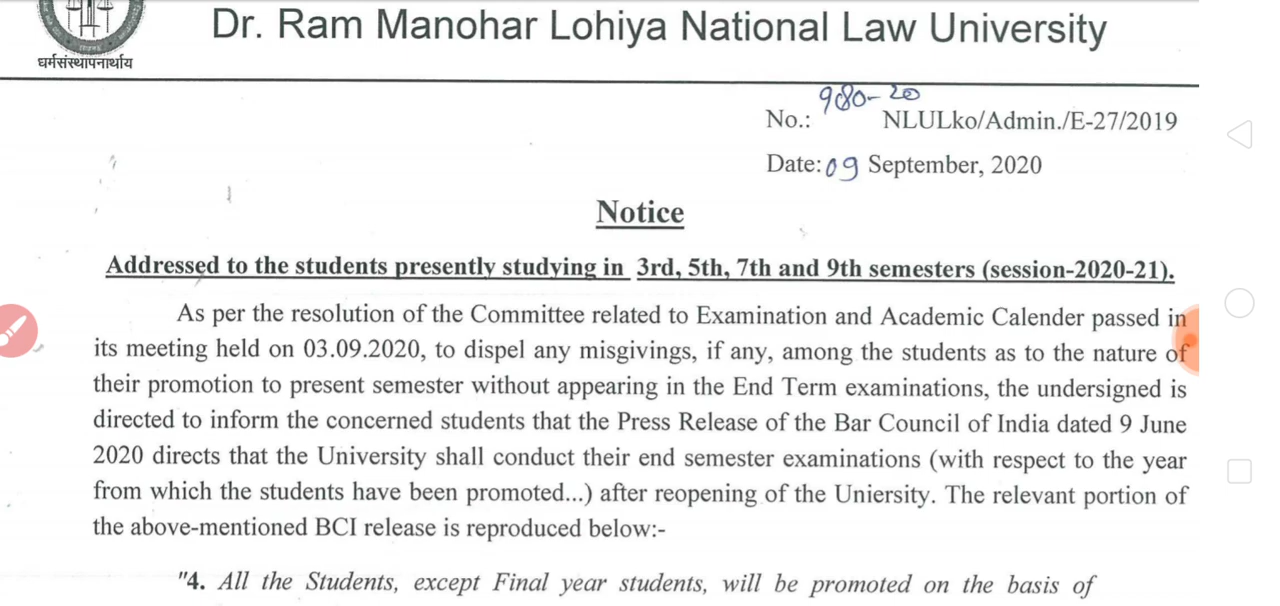 Dr. Ram Manohar Lohiya National Law University
धर्मसंस्थापनार्थाय
980-20
No.: NLULko/Admin./E-27/2019
Date: 09 September, 2020
Notice
Addressed to the students presently studying in 3rd, 5th, 7th and 9th semesters (session-2020-21).
As per the resolution of the Committee related to Examination and Academic Calender passed in
its meeting held on 03.09.2020, to dispel any misgivings, if any, among the students as to the nature of
their promotion to present semester without appearing in the End Term examinations, the undersigned is
directed to inform the concerned students that the Press Release of the Bar Council of India dated 9 June
2020 directs that the University shall conduct their end semester examinations (with respect to the year
from which the students have been promoted...) after reopening of the Uniersity. The relevant portion of
the above-mentioned BCI release is reproduced below:-
"4. All the Students, except Final year students, will be promoted on the basis of